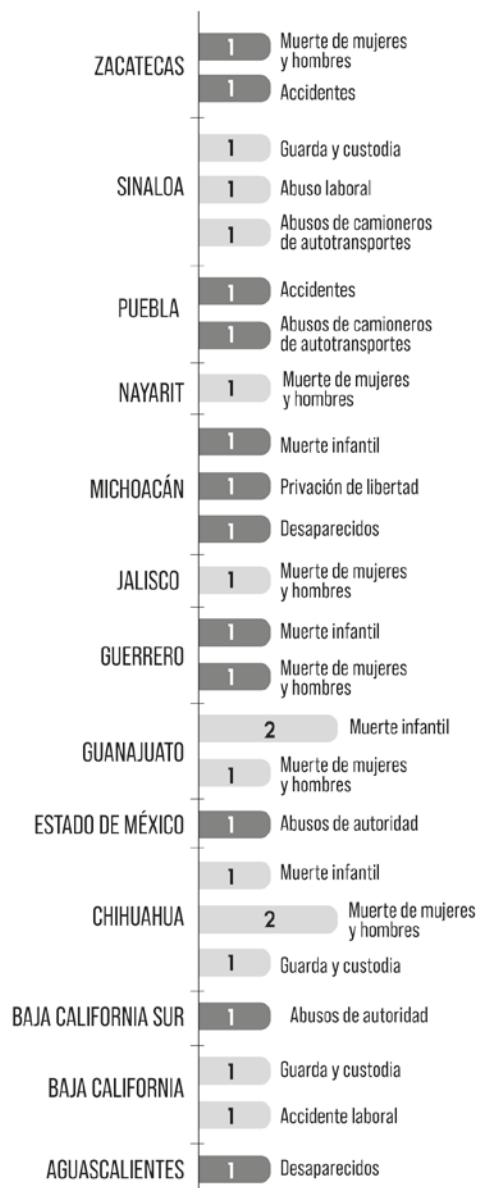 ZACATECAS
1 Muerte de mujeres
y hombres
1 Accidentes
SINALOA
1 Guarda y custodia
1 Abuso laboral
1 Abusos de camioneros
de autotransportes
PUEBLA
1 Accidentes
1 Abusos de camioneros
de autotransportes
NAYARIT
1 Muerte de mujeres
y hombres
MICHOACÁN
1 Muerte infantil
1 Privación de libertad
1 Desaparecidos
JALISCO
1 Muerte de mujeres
y hombres
GUERRERO
1 Muerte infantil
1 Muerte de mujeres
y hombres
GUANAJUATO
2 Muerte infantil
1 Muerte de mujeres
y hombres
ESTADO DE MÉXICO
1 Abusos de autoridad
CHIHUAHUA
1 Muerte infantil
2 Muerte de mujeres
y hombres
1 Guarda y custodia
BAJA CALIFORNIA SUR
1 Abusos de autoridad
BAJA CALIFORNIA
1 Guarda y custodia
1 Accidente laboral
AGUASCALIENTES
1 Desaparecidos